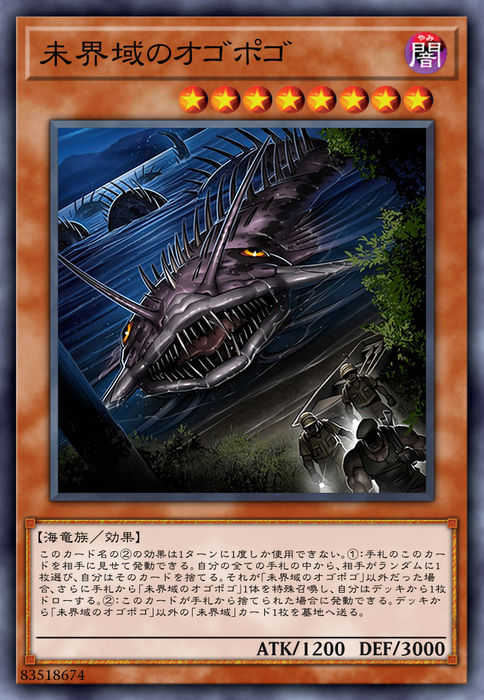 未界域のオゴポゴ
やみ
闇
【海竜族／効果】
このカード名の②の効果は1ターンに1度しか使用できない。①：手札のこのカー
ドを相手に見せて発動できる。自分の全ての手札の中から、相手がランダムに1
枚選び、自分はそのカードを捨てる。それが「未界域のオゴポゴ」以外だった場
合、さらに手札から「未界域のオゴポゴ」1体を特殊召喚し、自分はデッキから1枚
ドローする。②：このカードが手札から捨てられた場合に発動できる。デッキか
ら「未界域のオゴポゴ」以外の「未界域」カード1枚を墓地へ送る。
ATK/1200 DEF/3000
83518674